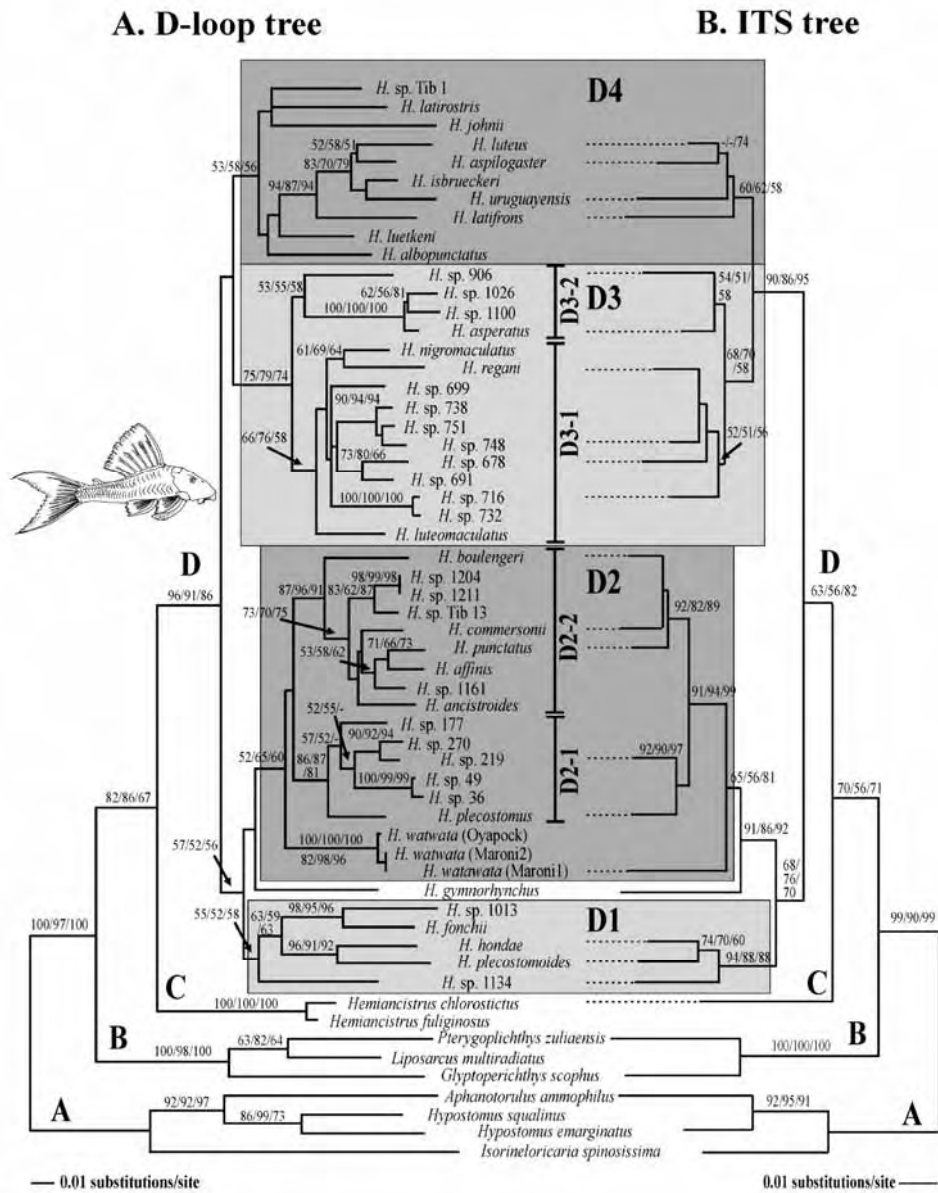 A. D-loop tree
B. ITS tree
D4
H. sp. Tib 1
H. latirostris
H. johnii
53/58/56
52/58/51
H. luteus
-/-/74
83/70/79
H. aspilogaster
94/87/94
H. isbrueckeri
60/62/58
H. uruguayensis
H. latifrons
H. luetkeni
H. albopunctatus
D3
D3-2
53/55/58
H. sp. 906
54/51/
58
90/86/95
62/56/81
H. sp. 1026
100/100/100
H. sp. 1100
H. asperatus
D3-1
61/69/64
H. nigromaculatus
68/70
/58
75/79/74
H. regani
H. sp. 699
90/94/94
H. sp. 738
H. sp. 751
66/76/58
H. sp. 748
52/51/56
73/80/66
H. sp. 678
H. sp. 691
100/100/100
H. sp. 716
H. sp. 732
H. luteomaculatus
D
D
96/91/86
63/56/82
D2
D2-2
H. boulengeri
87/96/91
98/99/98
H. sp. 1204
83/62/87
H. sp. 1211
92/82/89
73/70/75
H. sp. Tib 13
H. commersonii
53/58/62
71/66/73
H. punctatus
H. affinis
H. sp. 1161
91/94/99
H. ancistroides
D2-1
52/55/-
H. sp. 177
57/52/-
90/92/94
H. sp. 270
52/65/60
86/87
/81
H. sp. 219
92/90/97
100/99/99
H. sp. 49
H. sp. 36
65/56/81
H. plecostomus
82/86/67
70/56/71
100/100/100
H. watwata (Oyapock)
91/86/92
82/98/96
H. watwata (Maroni2)
57/52/56
H. watawata (Maroni1)
68/
76/
70
H. gymnorhynchus
D1
98/95/96
H. sp. 1013
55/52/58
63/59
63
H. fonchii
100/97/100
99/90/99
96/91/92
H. hondae
74/70/60
H. plecostomoides
94/88/88
H. sp. 1134
C
C
100/100/100
Hemiancistrus chlorostictus
Hemiancistrus fuliginosus
B
B
63/82/64
Pterygoplichthys zuliaensis
100/98/100
Liposarcus multiradiatus
100/100/100
Glyptoperichthys scophus
A
A
92/92/97
Aphanotorulus ammophilus
92/95/91
86/99/73
Hypostomus squalinus
Hypostomus emarginatus
Isorineloricaria spinosissima
0.01 substitutions/site
0.01 substitutions/site